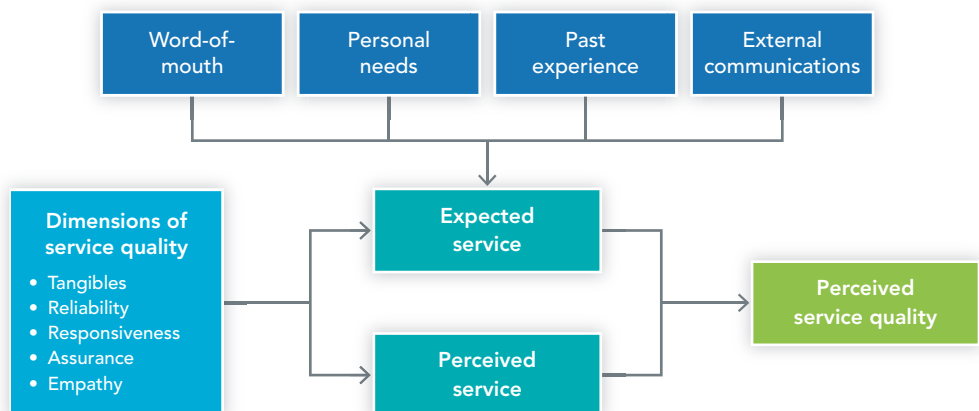 Word-of-
mouth
Personal
needs
Past
experience
External
communications
Dimensions of
service quality
• Tangibles
• Reliability
• Responsiveness
• Assurance
• Empathy
Expected
service
Perceived
service
Perceived
service quality